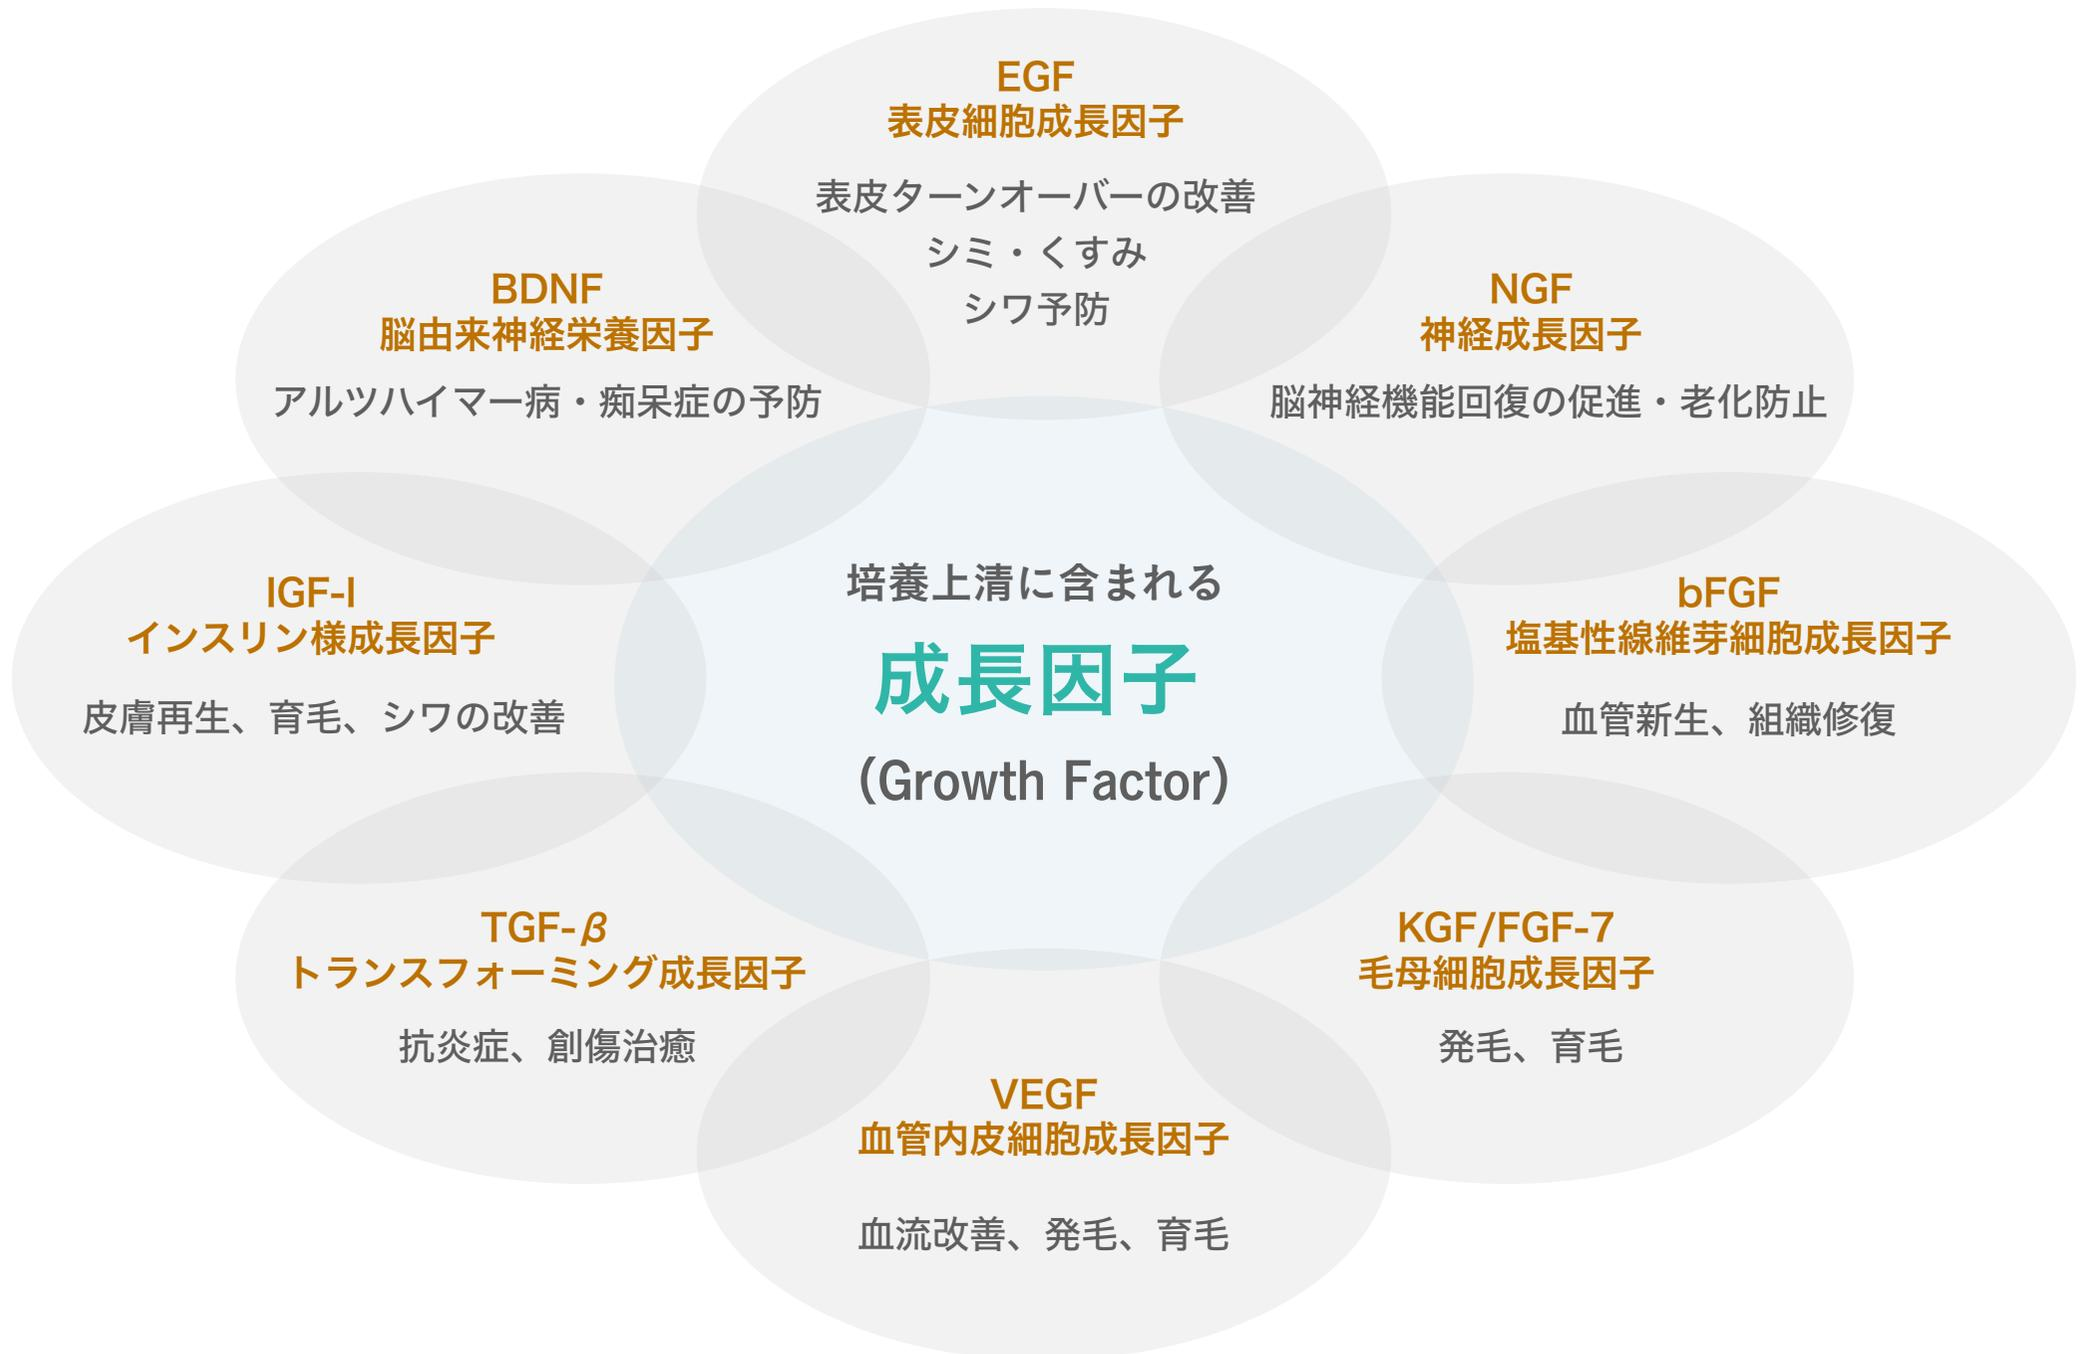 EGF
表皮細胞成長因子
表皮ターンオーバーの改善
シミ・くすみ
シワ予防
BDNF
脳由来神経栄養因子
アルツハイマー病・痴呆症の予防
NGF
神経成長因子
脳神経機能回復の促進・老化防止
IGF-I
インスリン様成長因子
皮膚再生、育毛、シワの改善
培養上清に含まれる
成長因子
(Growth Factor)
bFGF
塩基性線維芽細胞成長因子
血管新生、組織修復
TGF-β
トランスフォーミング成長因子
抗炎症、創傷治癒
KGF/FGF-7
毛母細胞成長因子
発毛、育毛
VEGF
血管内皮細胞成長因子
血流改善、発毛、育毛